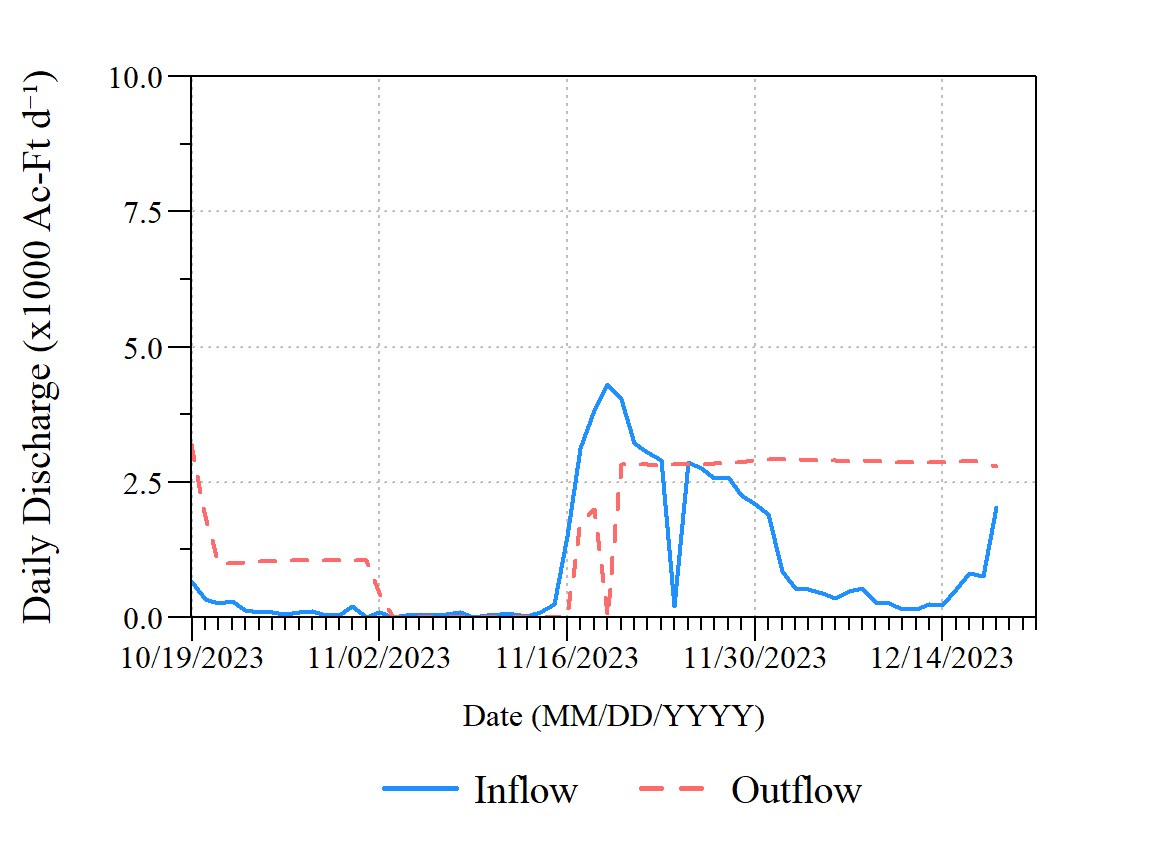 Daily Discharge (x1000 Ac-Ft d⁻¹)
10.0
7.5
5.0
2.5
0.0
10/19/2023 11/02/2023 11/16/2023 11/30/2023 12/14/2023
Date (MM/DD/YYYY)
Inflow Outflow